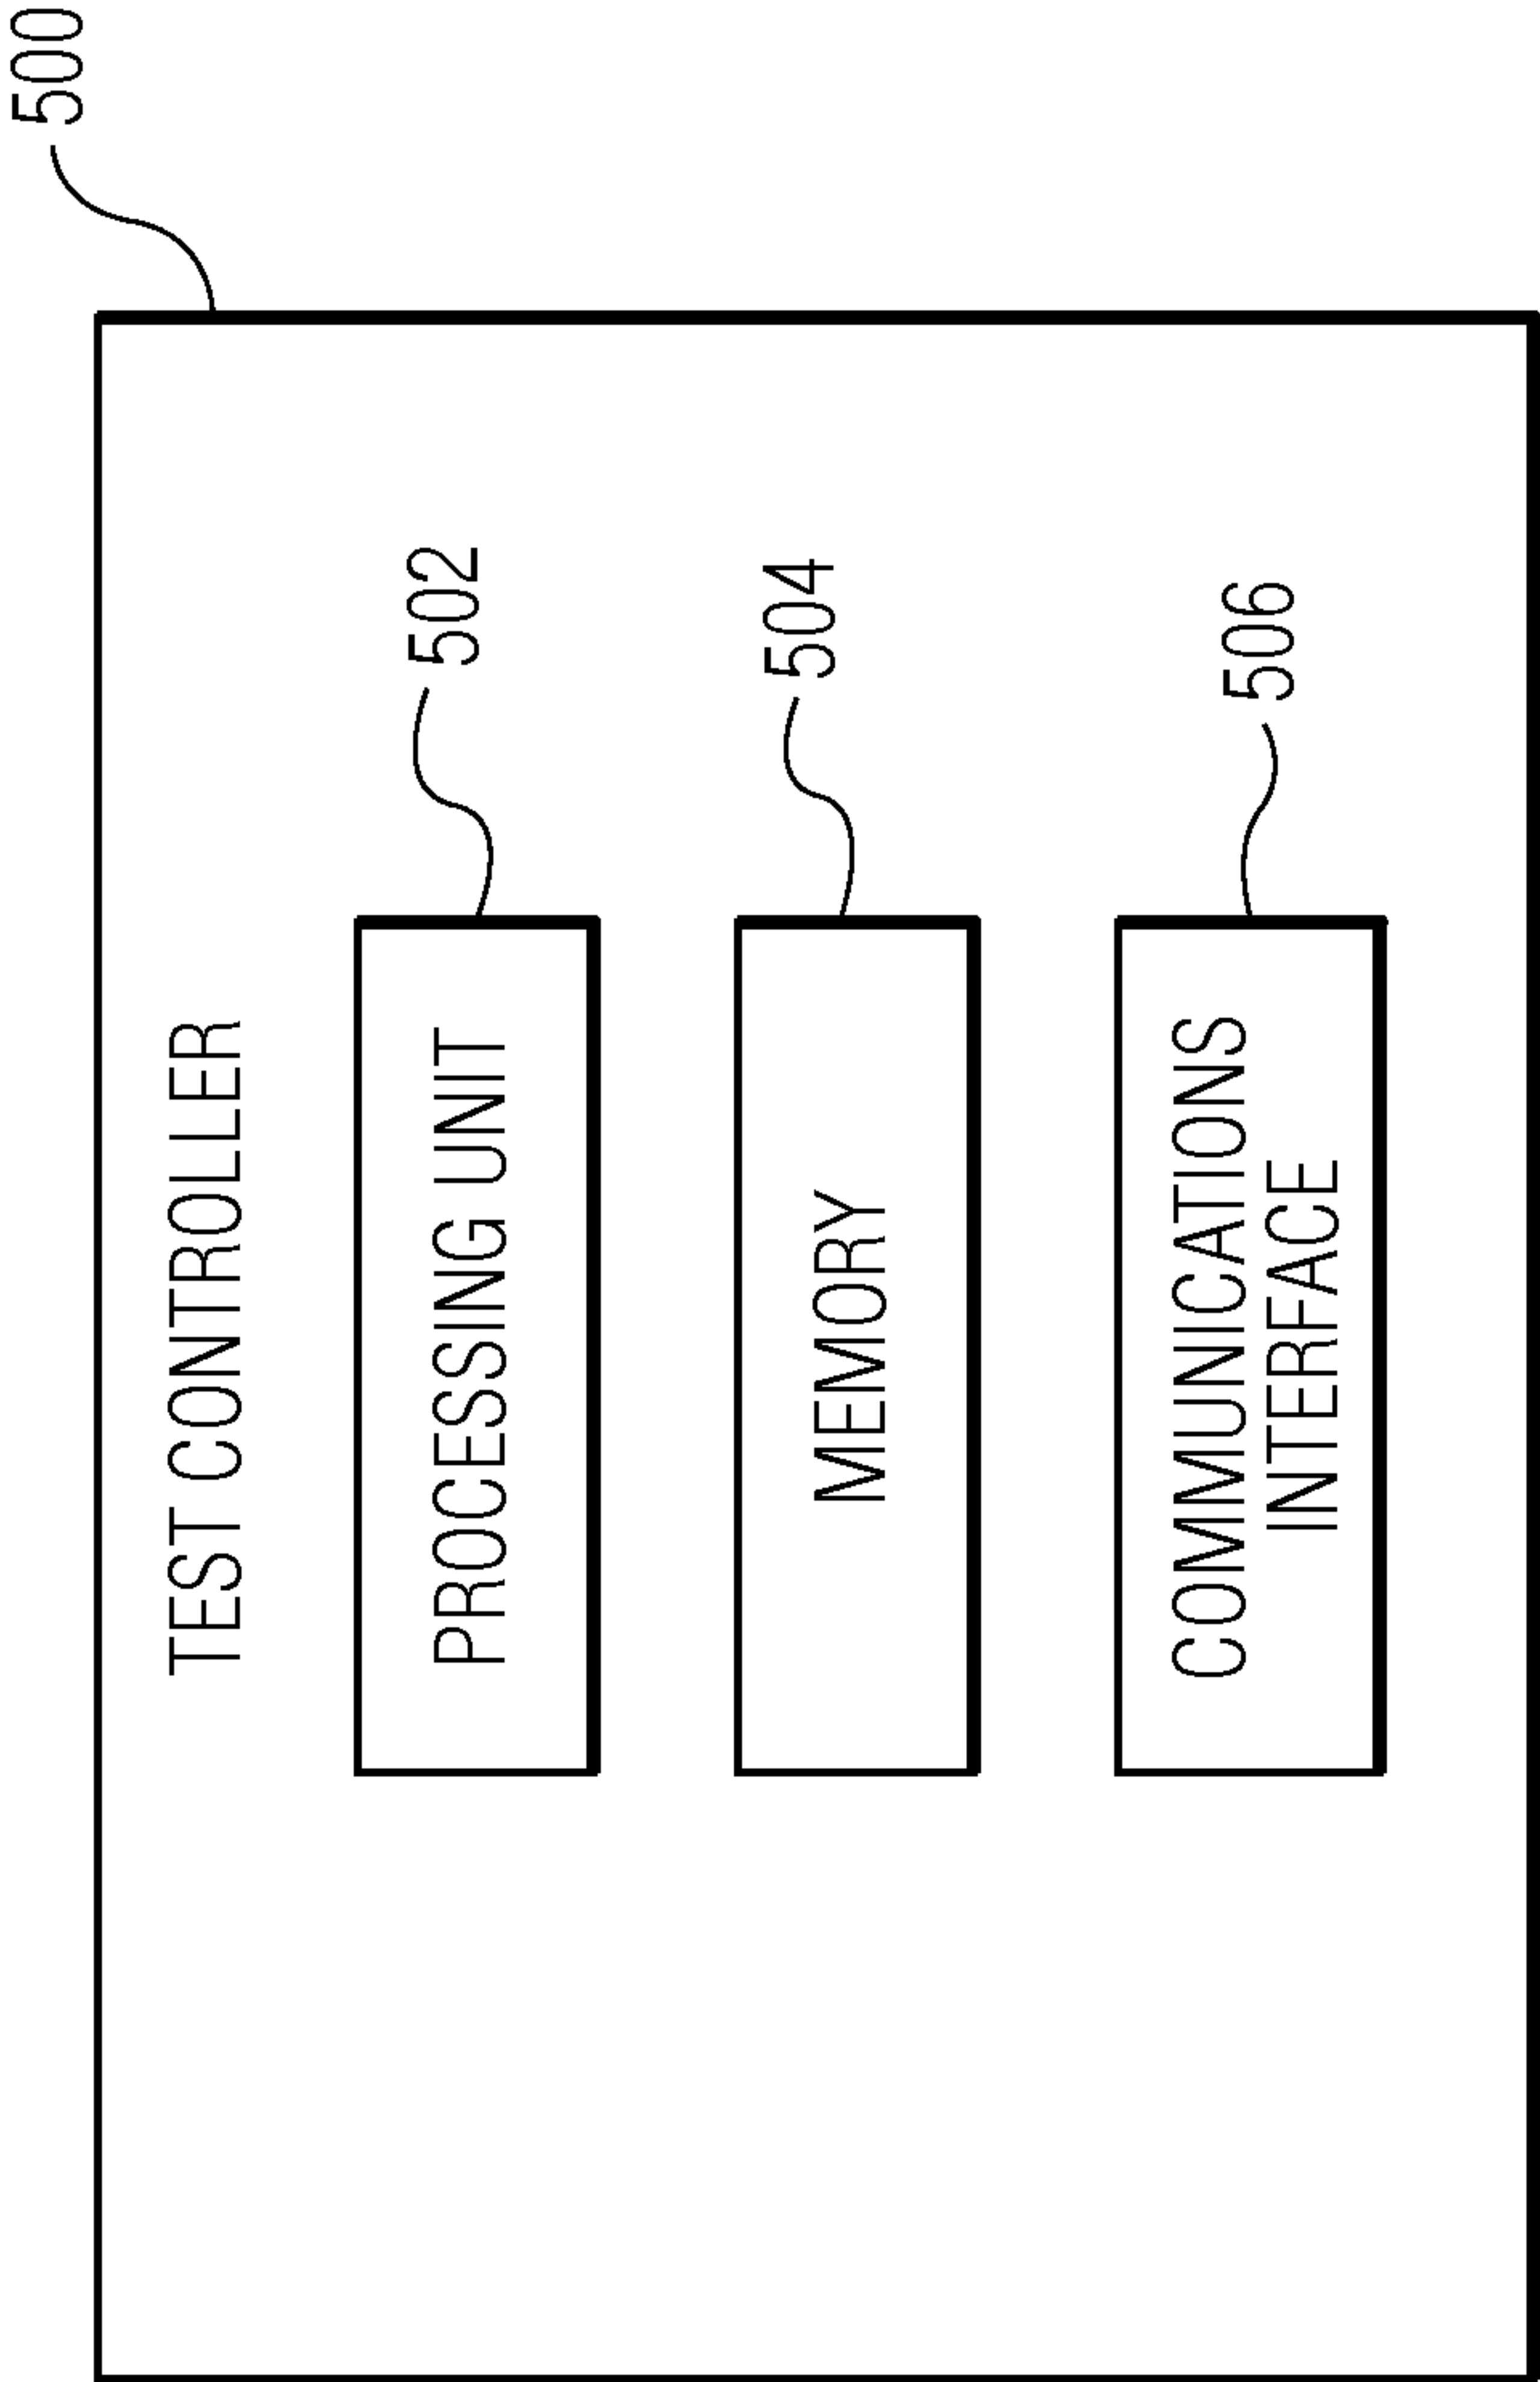 500
TEST CONTROLLER
502
PROCESSING UNIT
504
MEMORY
506
COMMUNICATIONS
INTERFACE